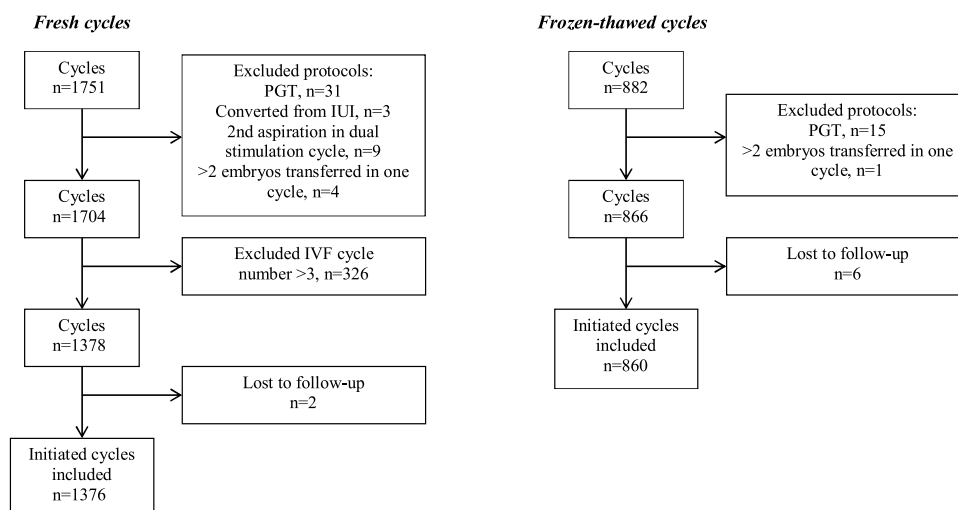 Fresh cycles
Cycles
n=1751
Excluded protocols:
PGT, n=31
Converted from IUI, n=3
2nd aspiration in dual
stimulation cycle, n=9
>2 embryos transferred in one
cycle, n=4
Cycles
n=1704
Excluded IVF cycle
number >3, n=326
Cycles
n=1378
Lost to follow-up
n=2
Initiated cycles
included
n=1376
Frozen-thawed cycles
Cycles
n=882
Excluded protocols:
PGT, n=15
>2 embryos transferred in one
cycle, n=1
Cycles
n=866
Lost to follow-up
n=6
Initiated cycles
included
n=860